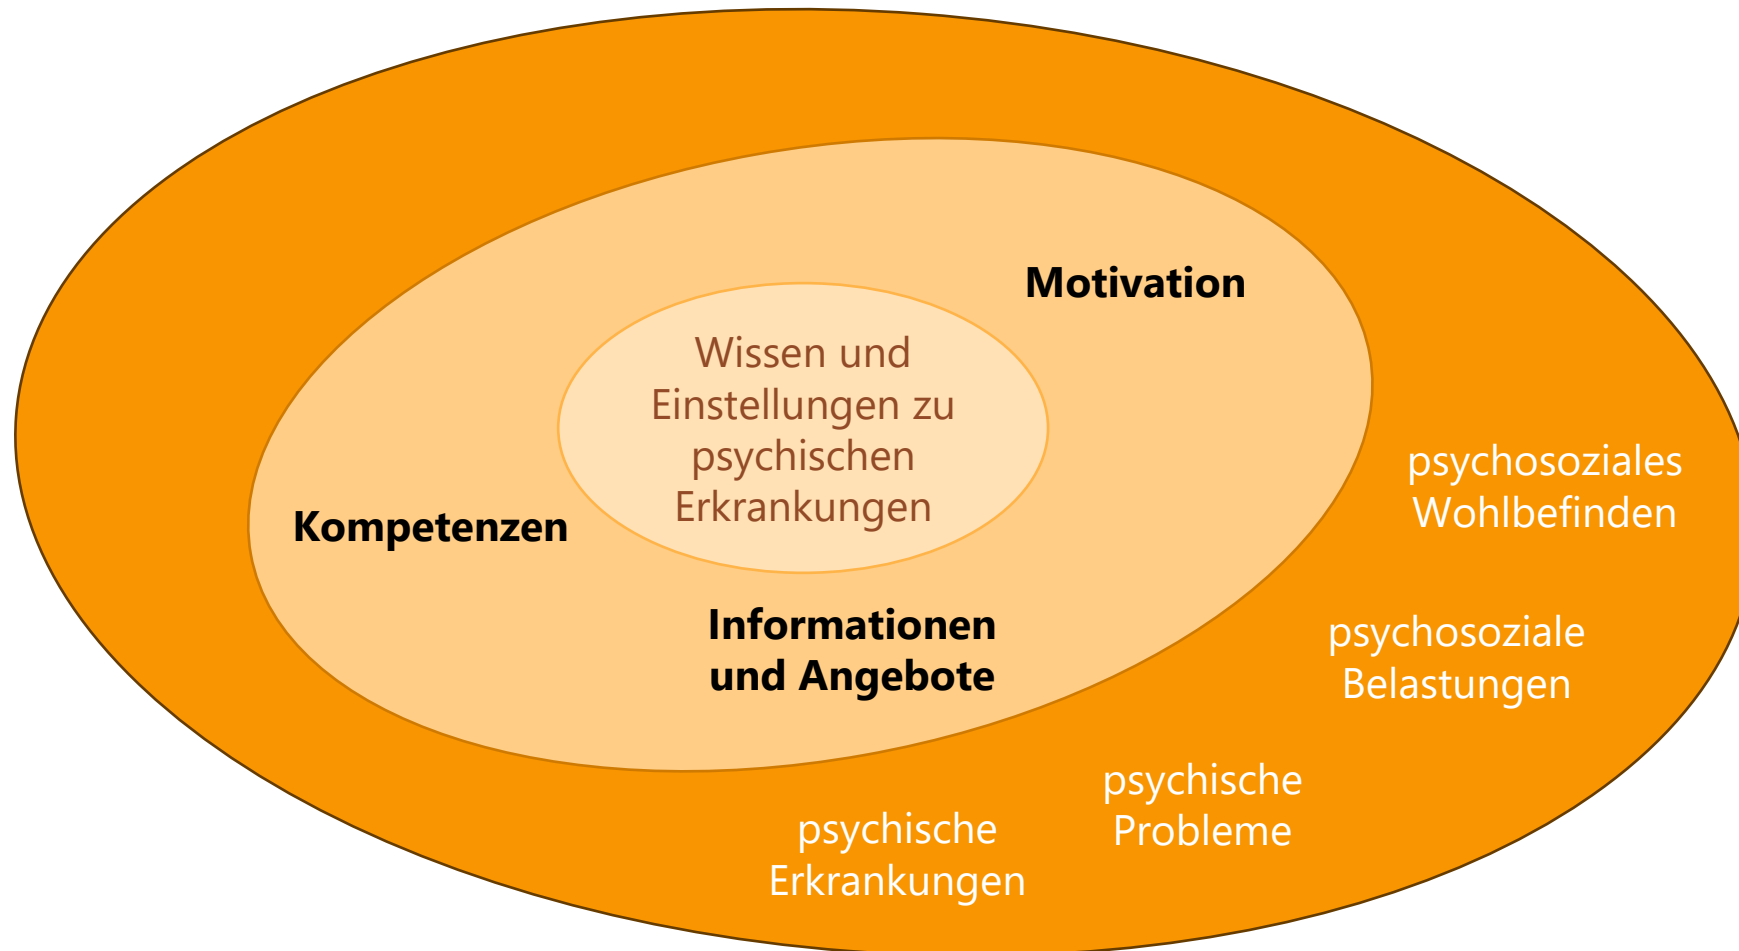 Motivation
Wissen und
Einstellungen zu
psychischen
Erkrankungen
Kompetenzen
Informationen
und Angebote
psychosoziales
Wohlbefinden
psychosoziale
Belastungen
psychische
Probleme
psychische
Erkrankungen